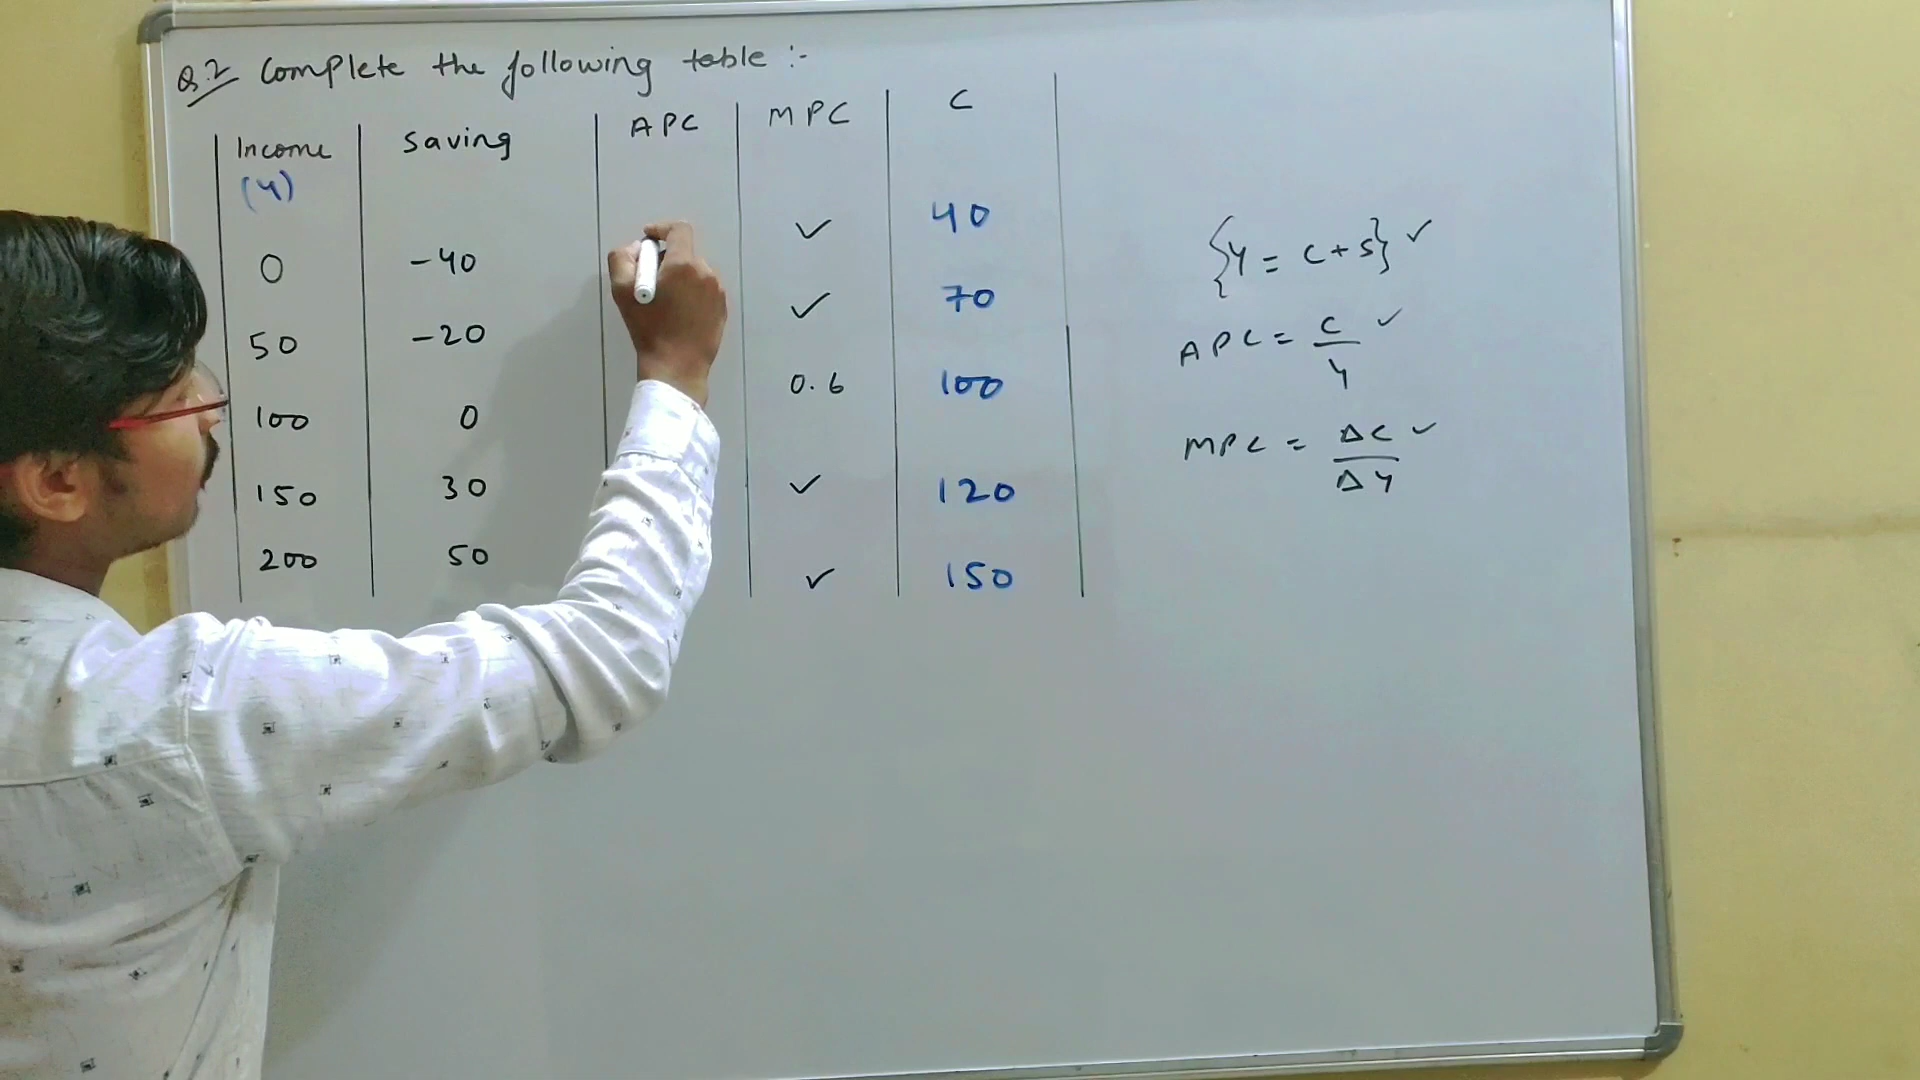 Q.2 Complete the following table :-
Income (Y) Saving APC MPC C
0 -40 ✓ 40
50 -20 ✓ 70
100 0 0.6 100
150 30 ✓ 120
200 50 ✓ 150
{Y = C + S} ✓
APC = C/Y ✓
MPC = ΔC/ΔY ✓